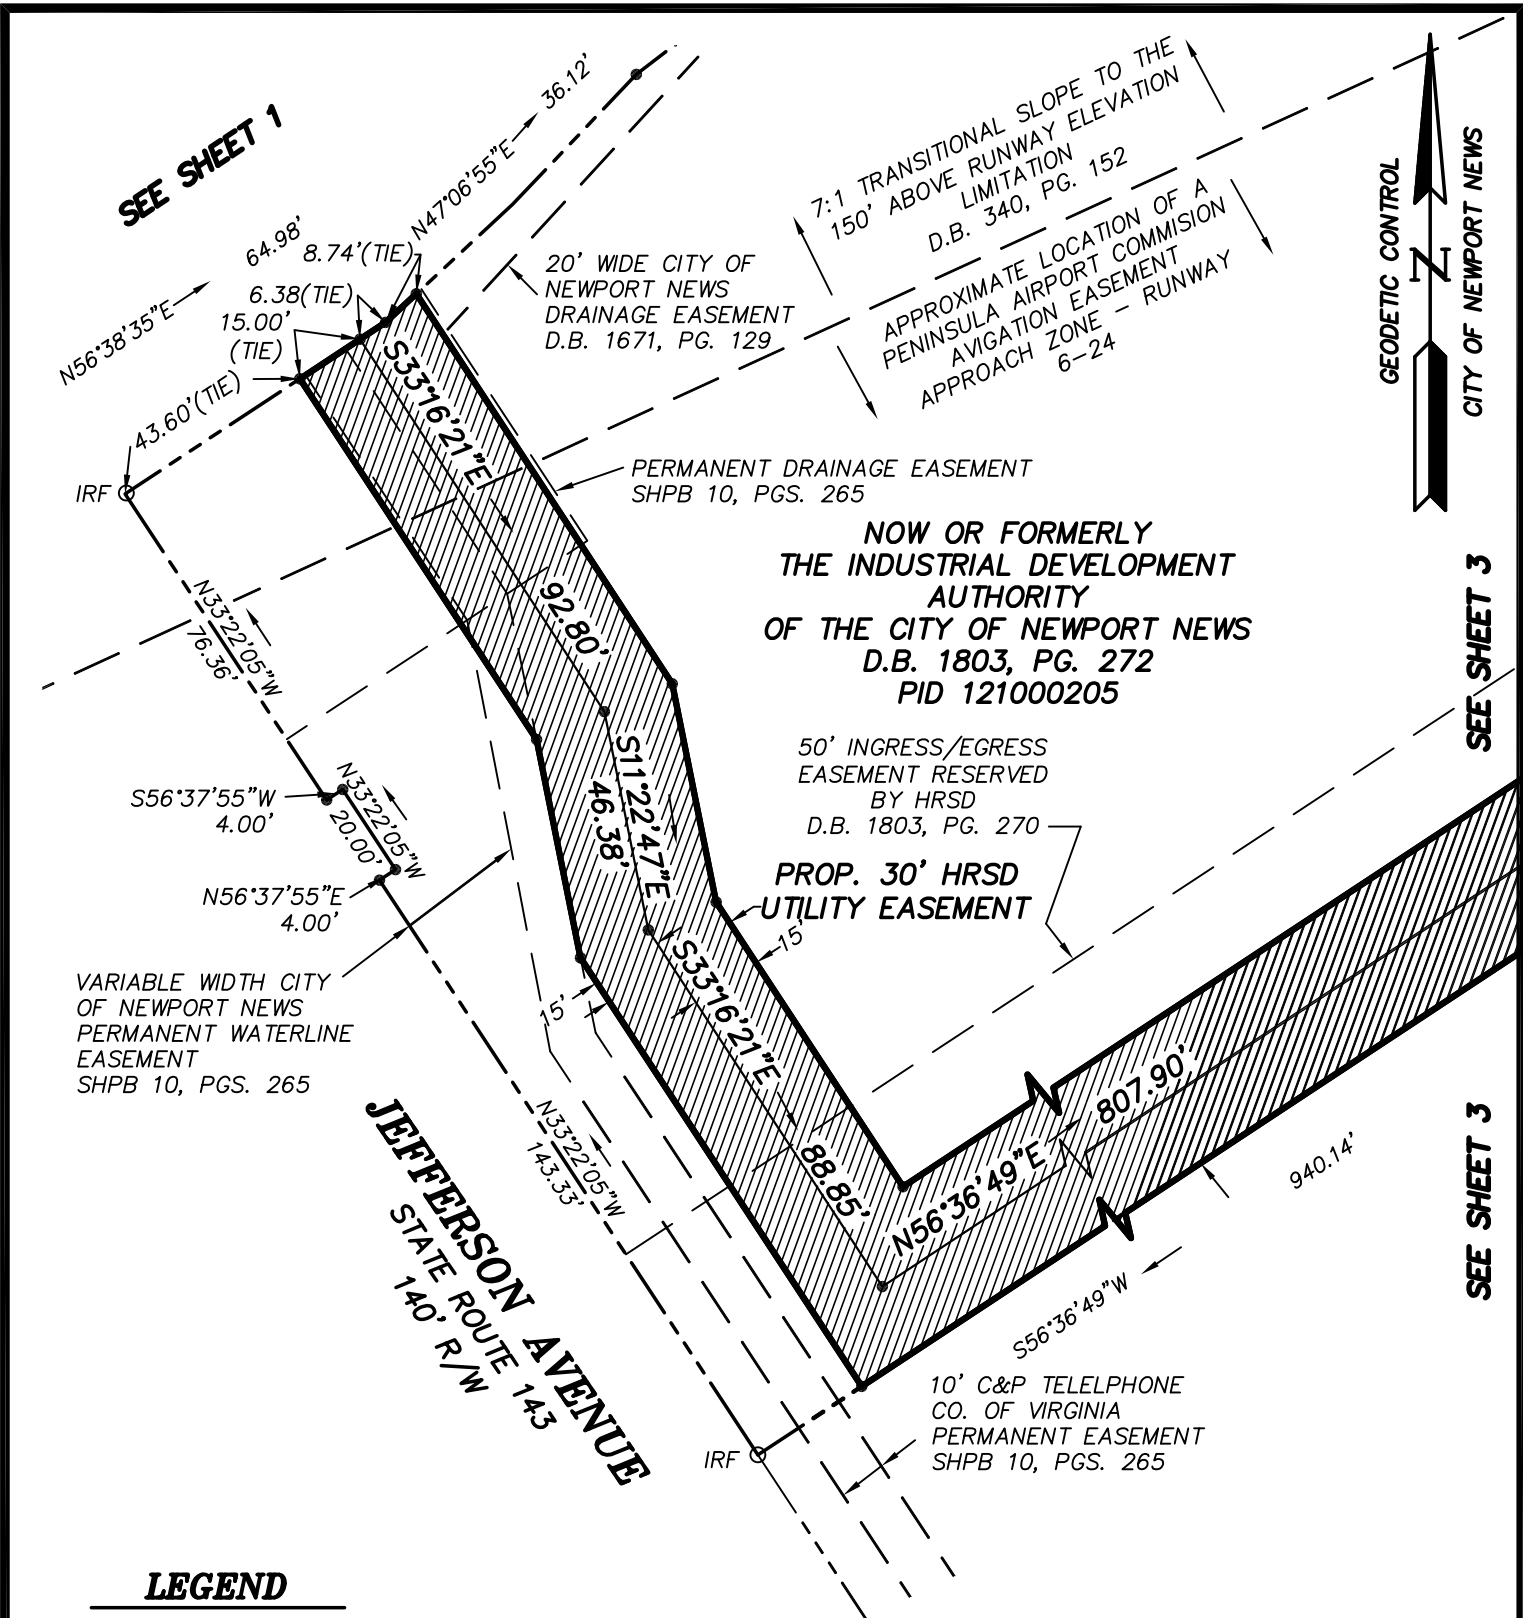 SEE SHEET 1
N56°38'35"E
64.98'
N47°06'55"E
36.12'
8.74'(TIE)
6.38(TIE)
15.00'
(TIE)
43.60'(TIE)
IRF
20' WIDE CITY OF
NEWPORT NEWS
DRAINAGE EASEMENT
D.B. 1671, PG. 129
7:1 TRANSITIONAL SLOPE TO THE
150' ABOVE RUNWAY ELEVATION
LIMITATION
D.B. 340, PG. 152
APPROXIMATE LOCATION OF A
PENINSULA AIRPORT COMMISION
AVIGATION EASEMENT
APPROACH ZONE - RUNWAY
6-24
GEODETIC CONTROL
N
CITY OF NEWPORT NEWS
S33°16'21"E
92.80'
PERMANENT DRAINAGE EASEMENT
SHPB 10, PGS. 265
NOW OR FORMERLY
THE INDUSTRIAL DEVELOPMENT
AUTHORITY
OF THE CITY OF NEWPORT NEWS
D.B. 1803, PG. 272
PID 121000205
SEE SHEET 3
N33°22'05"W
76.36'
S56°37'55"W
4.00'
N33°22'05"W
20.00'
N56°37'55"E
4.00'
S11°22'47"E
46.38'
50' INGRESS/EGRESS
EASEMENT RESERVED
BY HRSD
D.B. 1803, PG. 270
PROP. 30' HRSD
UTILITY EASEMENT
15'
15'
VARIABLE WIDTH CITY
OF NEWPORT NEWS
PERMANENT WATERLINE
EASEMENT
SHPB 10, PGS. 265
S33°16'21"E
88.85'
N56°36'49"E
807.90'
940.14'
S56°36'49"W
SEE SHEET 3
N33°22'05"W
143.33'
JEFFERSON AVENUE
STATE ROUTE 143
140' R/W
IRF
10' C&P TELELPHONE
CO. OF VIRGINIA
PERMANENT EASEMENT
SHPB 10, PGS. 265
LEGEND